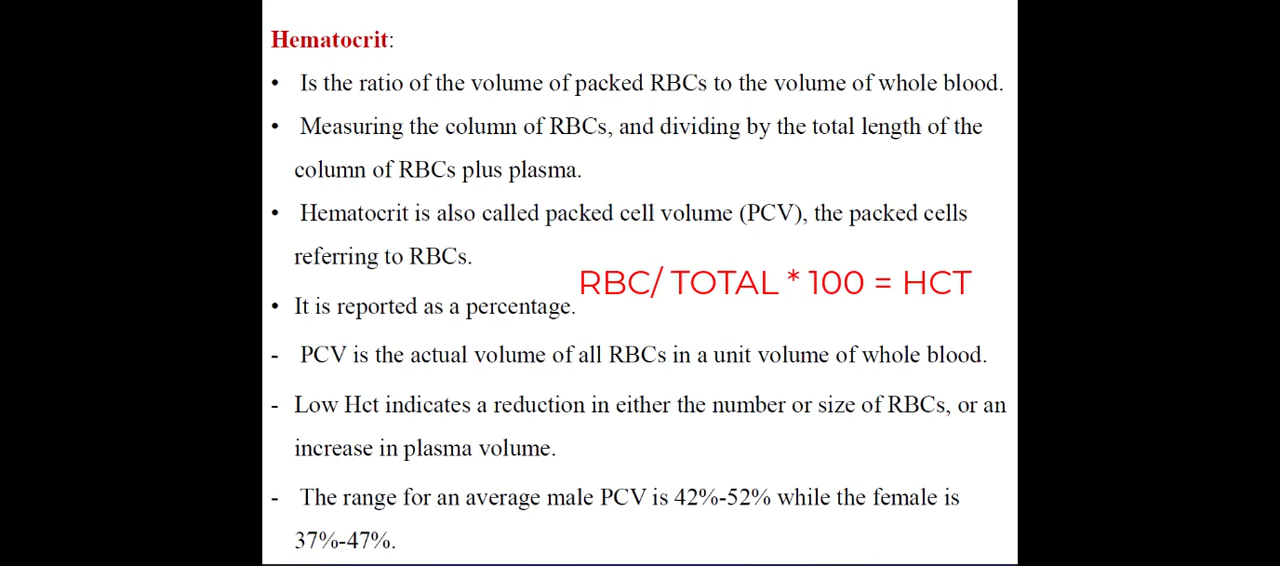 Hematocrit:
• Is the ratio of the volume of packed RBCs to the volume of whole blood.
• Measuring the column of RBCs, and dividing by the total length of the
column of RBCs plus plasma.
• Hematocrit is also called packed cell volume (PCV), the packed cells
referring to RBCs.
RBC/ TOTAL * 100 = HCT
• It is reported as a percentage.
- PCV is the actual volume of all RBCs in a unit volume of whole blood.
- Low Hct indicates a reduction in either the number or size of RBCs, or an
increase in plasma volume.
- The range for an average male PCV is 42%-52% while the female is
37%-47%.